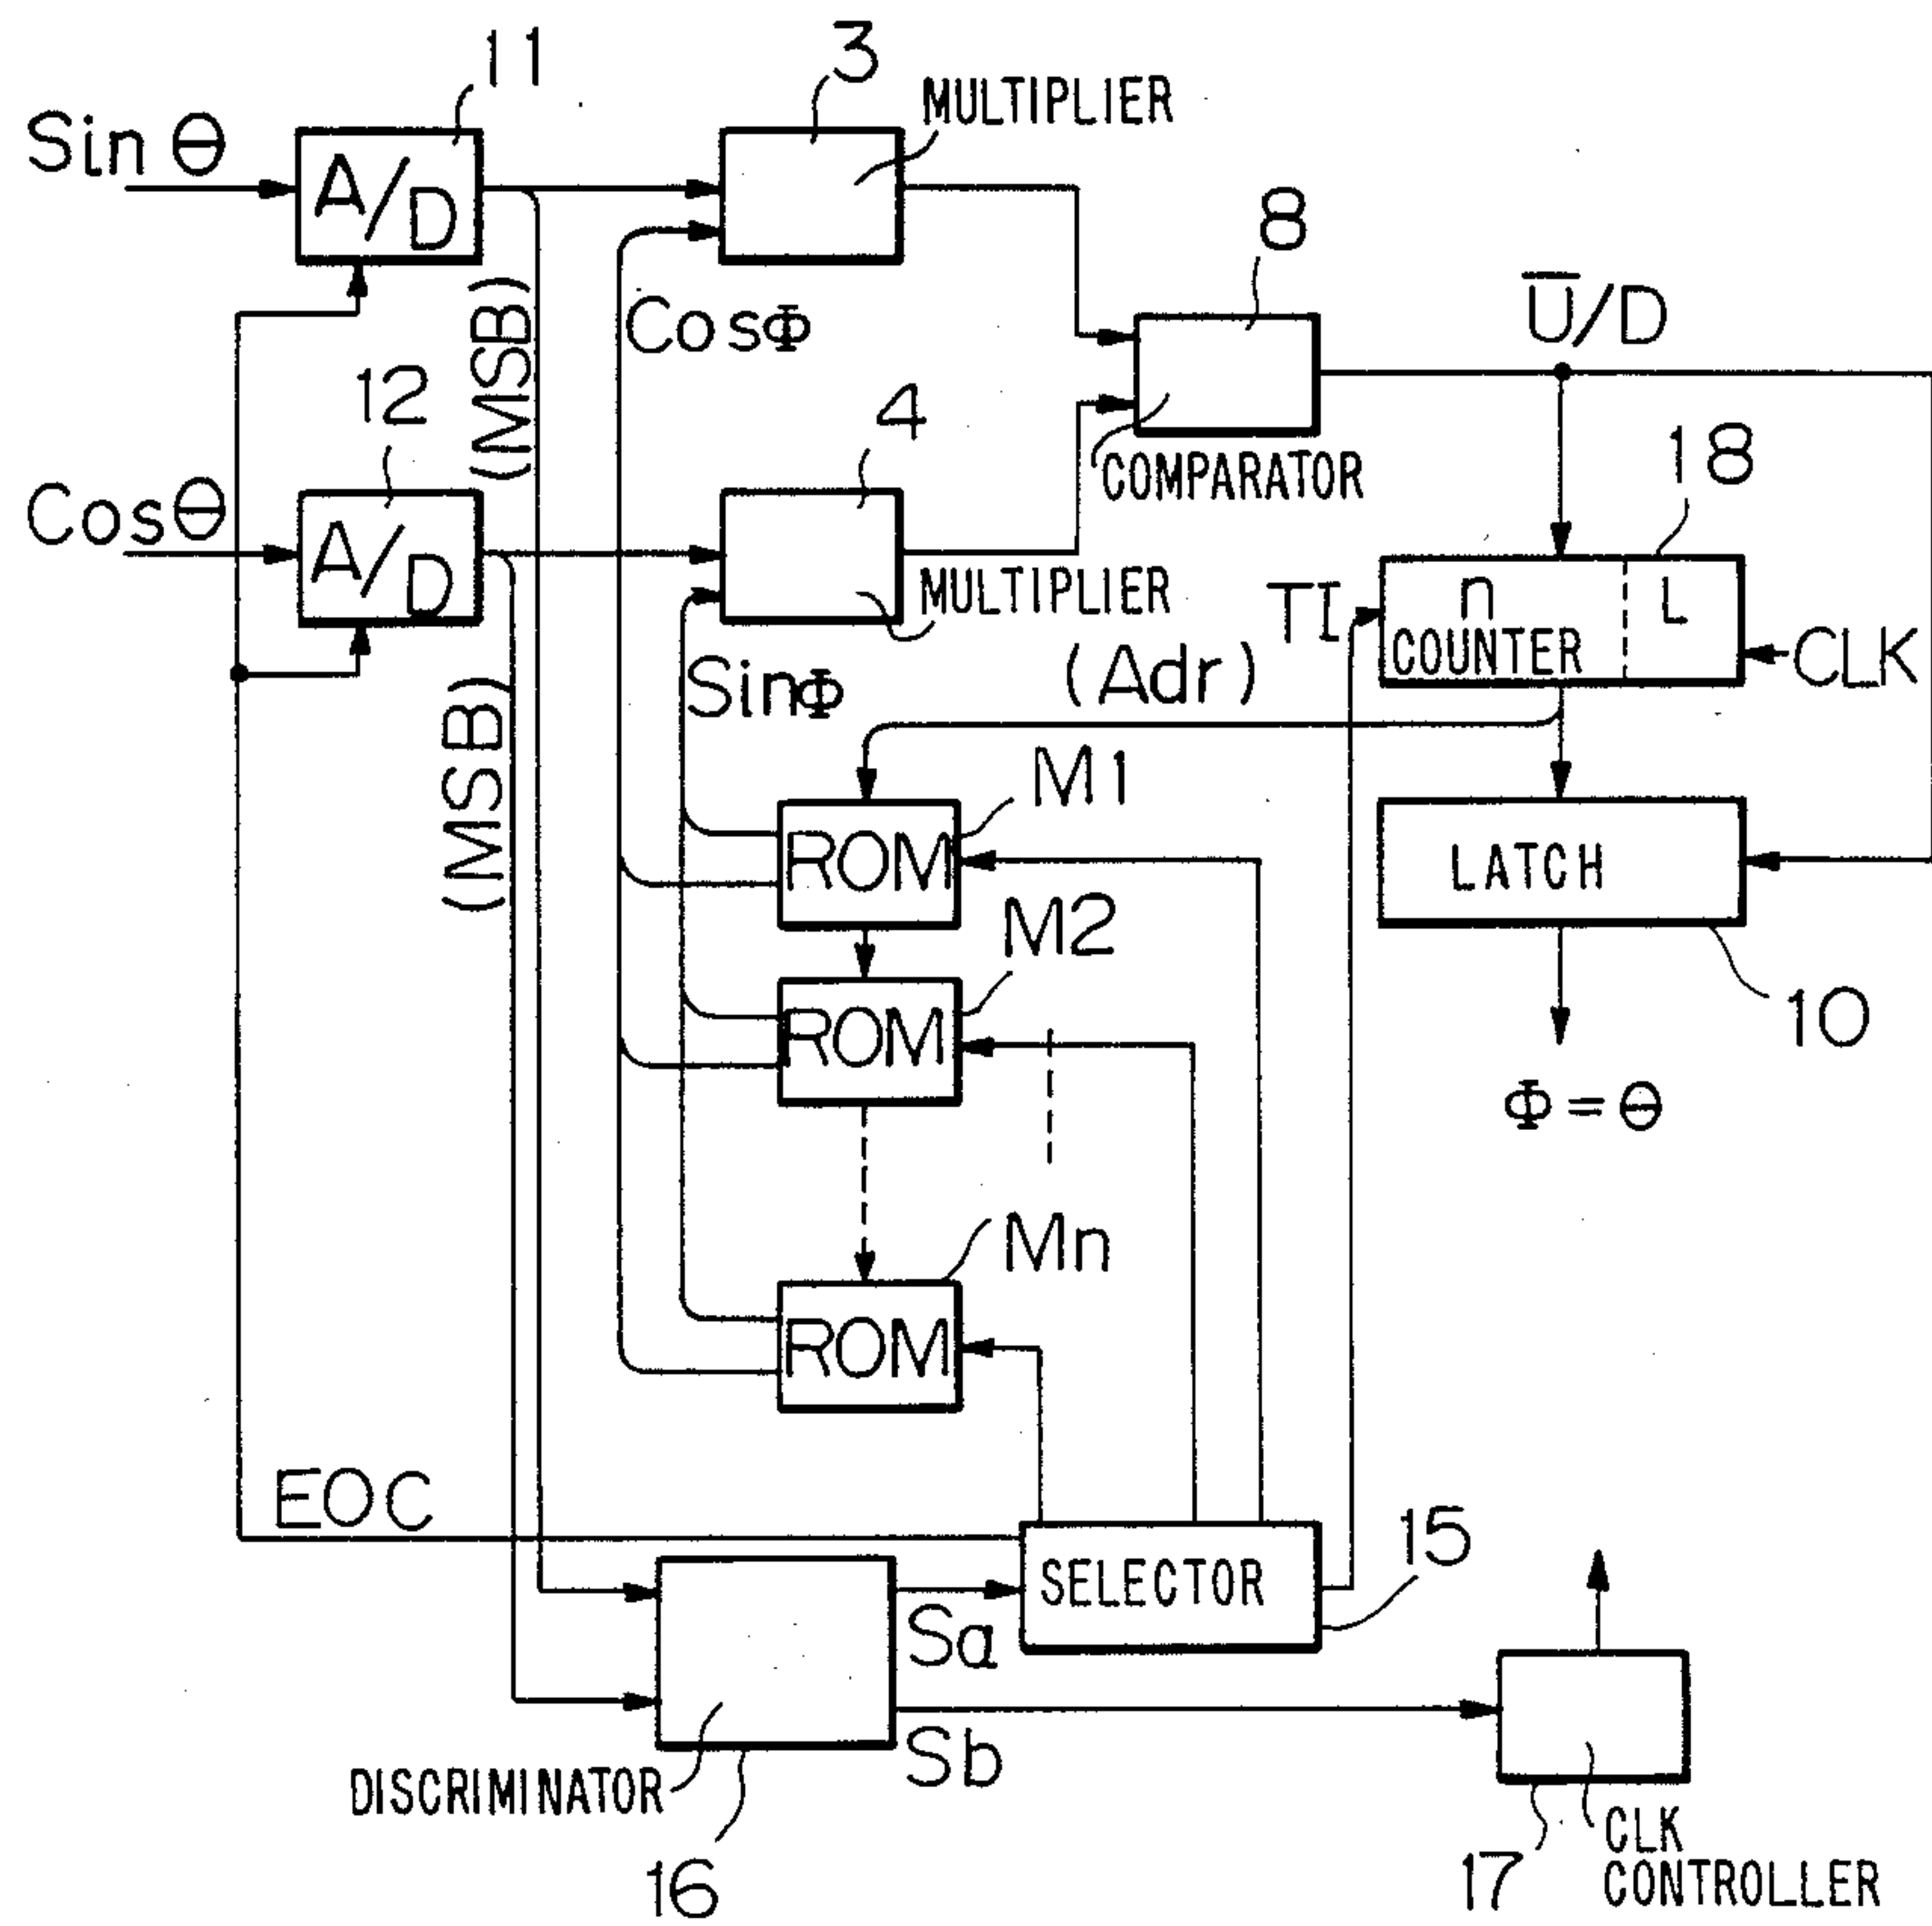 11
3
MULTIPLIER
Sin Θ
A/D
8
(MSB)
CosΦ
U̅/D
12
4
18
COMPARATOR
CosΘ
A/D
n
L
MULTIPLIER
TI
COUNTER
CLK
SinΦ
(Adr)
(MSB)
M1
ROM
LATCH
M2
ROM
10
Φ=Θ
Mn
ROM
EOC
15
SELECTOR
Sa
Sb
DISCRIMINATOR
CLK
CONTROLLER
16
17